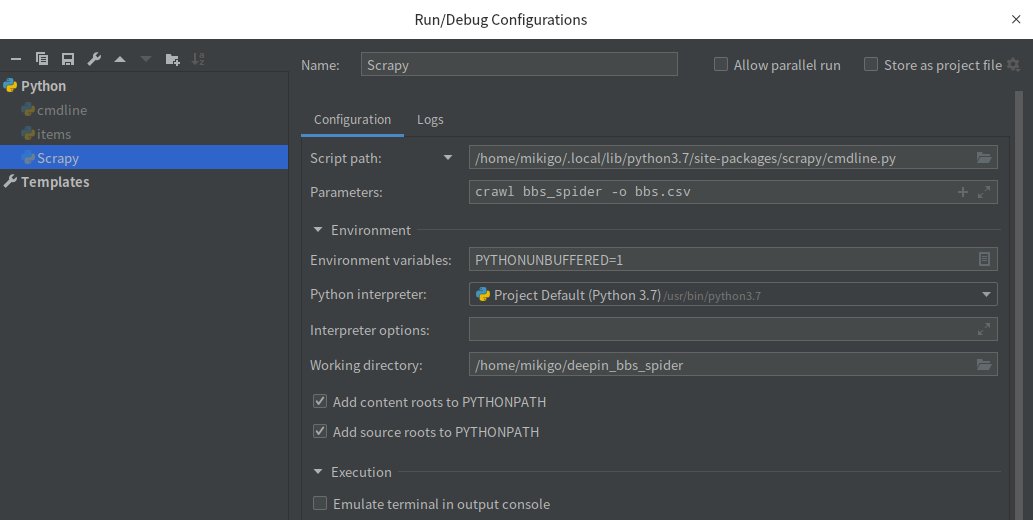 Run/Debug Configurations
Name: Scrapy Allow parallel run Store as project file
Python
cmdline
items
Scrapy
Templates
Configuration Logs
Script path: /home/mikigo/.local/lib/python3.7/site-packages/scrapy/cmdline.py
Parameters: crawl bbs_spider -o bbs.csv
Environment
Environment variables: PYTHONUNBUFFERED=1
Python interpreter: Project Default (Python 3.7) /usr/bin/python3.7
Interpreter options:
Working directory: /home/mikigo/deepin_bbs_spider
Add content roots to PYTHONPATH
Add source roots to PYTHONPATH
Execution
Emulate terminal in output console